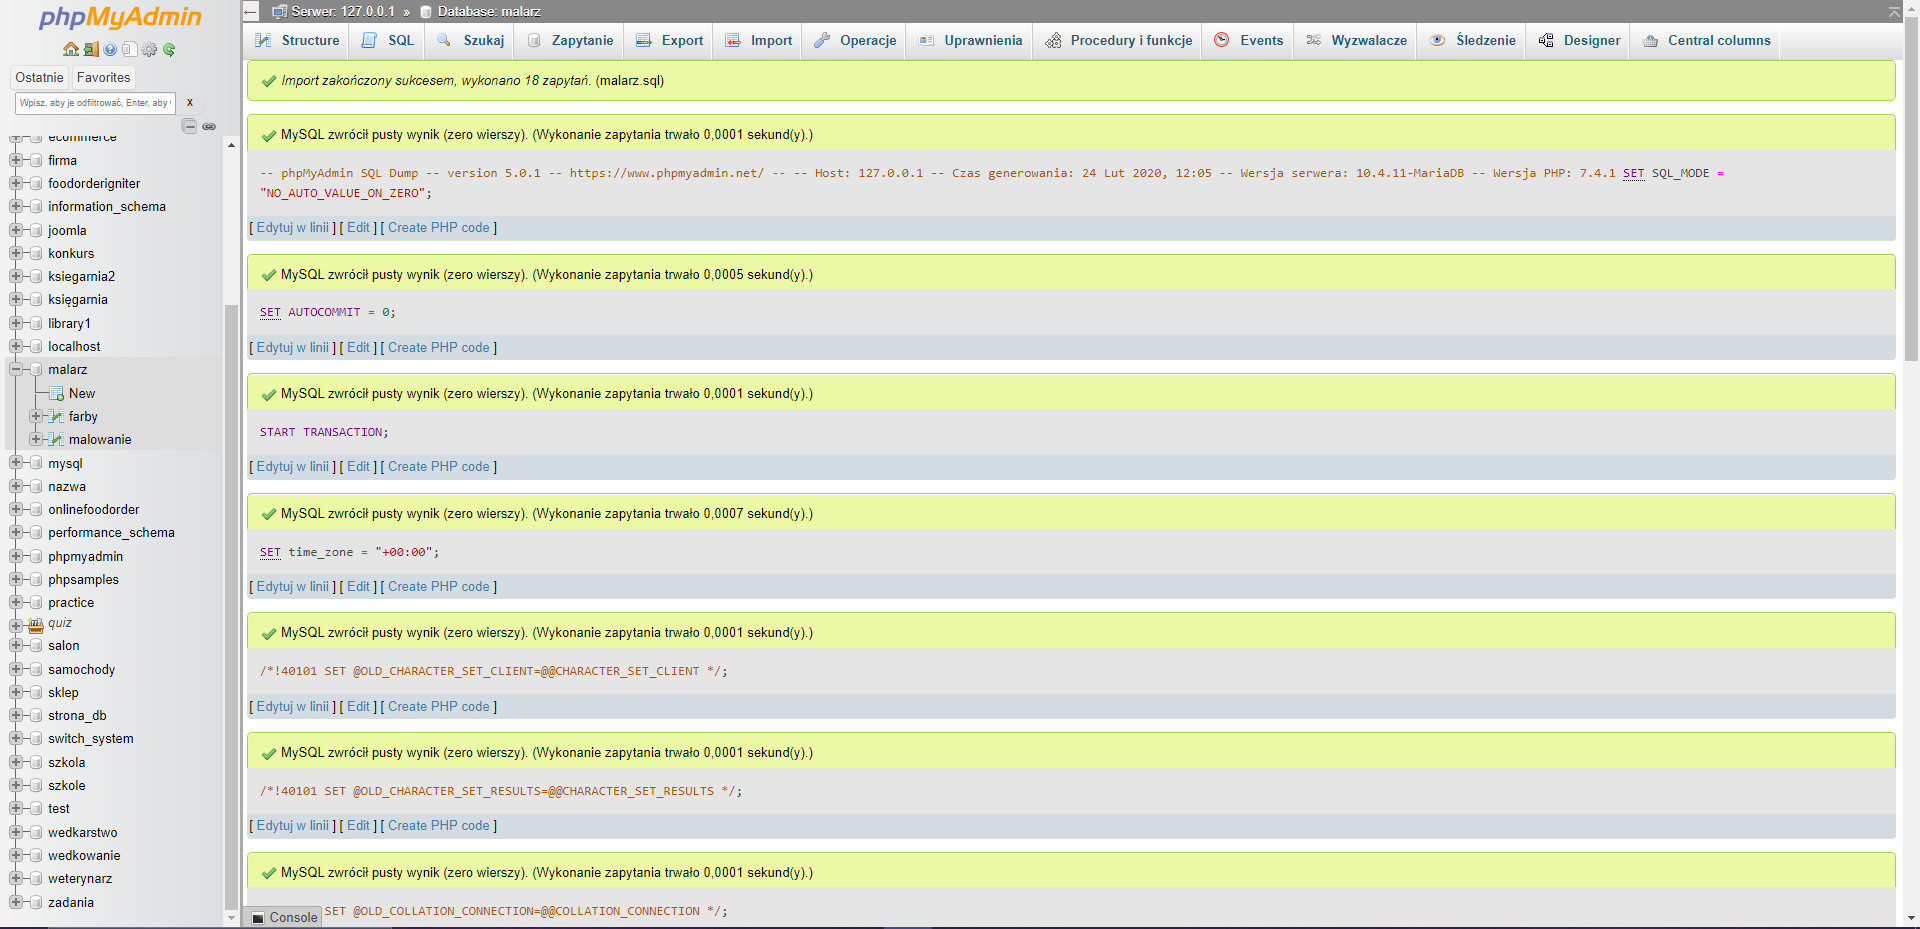 phpMyAdmin
Ostatnie Favorites
Wpisz, aby je odfiltrować, Enter, aby X
ecommerce
firma
foodorderigniter
information_schema
joomla
konkurs
ksiegarnia2
księgarnia
library1
localhost
malarz
New
farby
malowanie
mysql
nazwa
onlinefoodorder
performance_schema
phpmyadmin
phpsamples
practice
quiz
salon
samochody
sklep
strona_db
switch_system
szkola
szkole
test
wedkarstwo
wedkowanie
weterynarz
zadania
Serwer: 127.0.0.1 » Database: malarz
Structure SQL Szukaj Zapytanie Export Import Operacje Uprawnienia Procedury i funkcje Events Wyzwalacze Śledzenie Designer Central columns
Import zakończony sukcesem, wykonano 18 zapytań. (malarz.sql)
MySQL zwrócił pusty wynik (zero wierszy). (Wykonanie zapytania trwało 0,0001 sekund(y).)
-- phpMyAdmin SQL Dump -- version 5.0.1 -- https://www.phpmyadmin.net/ -- -- Host: 127.0.0.1 -- Czas generowania: 24 Lut 2020, 12:05 -- Wersja serwera: 10.4.11-MariaDB -- Wersja PHP: 7.4.1 SET SQL_MODE =
"NO_AUTO_VALUE_ON_ZERO";
[ Edytuj w linii ] [ Edit ] [ Create PHP code ]
MySQL zwrócił pusty wynik (zero wierszy). (Wykonanie zapytania trwało 0,0005 sekund(y).)
SET AUTOCOMMIT = 0;
[ Edytuj w linii ] [ Edit ] [ Create PHP code ]
MySQL zwrócił pusty wynik (zero wierszy). (Wykonanie zapytania trwało 0,0001 sekund(y).)
START TRANSACTION;
[ Edytuj w linii ] [ Edit ] [ Create PHP code ]
MySQL zwrócił pusty wynik (zero wierszy). (Wykonanie zapytania trwało 0,0007 sekund(y).)
SET time_zone = "+00:00";
[ Edytuj w linii ] [ Edit ] [ Create PHP code ]
MySQL zwrócił pusty wynik (zero wierszy). (Wykonanie zapytania trwało 0,0001 sekund(y).)
/*!40101 SET @OLD_CHARACTER_SET_CLIENT=@@CHARACTER_SET_CLIENT */;
[ Edytuj w linii ] [ Edit ] [ Create PHP code ]
MySQL zwrócił pusty wynik (zero wierszy). (Wykonanie zapytania trwało 0,0001 sekund(y).)
/*!40101 SET @OLD_CHARACTER_SET_RESULTS=@@CHARACTER_SET_RESULTS */;
[ Edytuj w linii ] [ Edit ] [ Create PHP code ]
MySQL zwrócił pusty wynik (zero wierszy). (Wykonanie zapytania trwało 0,0001 sekund(y).)
SET @OLD_COLLATION_CONNECTION=@@COLLATION_CONNECTION */;
Console